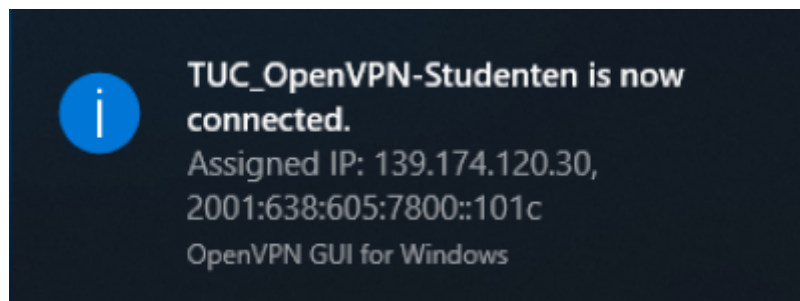 TUC_OpenVPN-Studenten is now
connected.
Assigned IP: 139.174.120.30,
2001:638:605:7800::101c
OpenVPN GUI for Windows